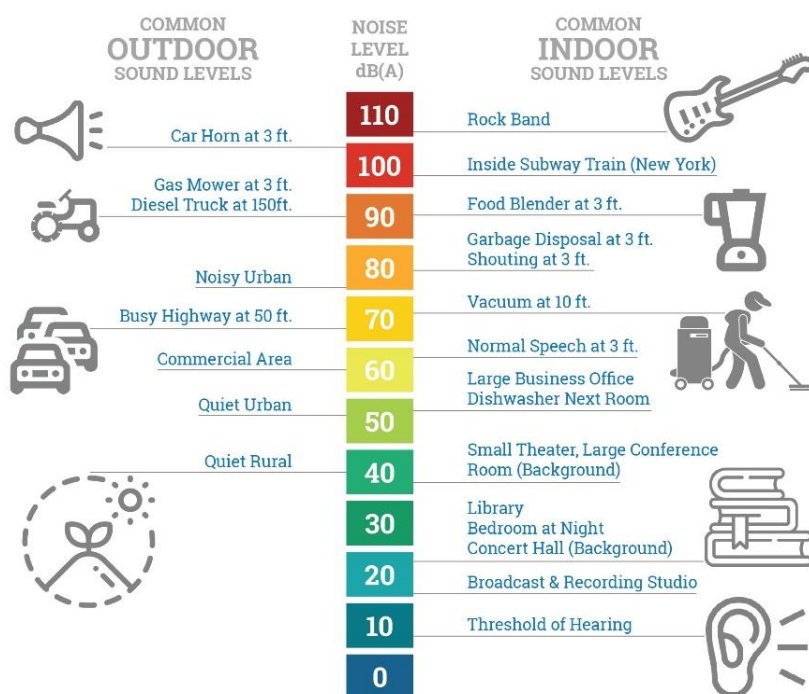 COMMON
OUTDOOR
SOUND LEVELS
NOISE
LEVEL
dB(A)
COMMON
INDOOR
SOUND LEVELS
110
Rock Band
Car Horn at 3 ft.
100
Inside Subway Train (New York)
Gas Mower at 3 ft.
Diesel Truck at 150ft.
90
Food Blender at 3 ft.
Garbage Disposal at 3 ft.
Shouting at 3 ft.
Noisy Urban
80
Vacuum at 10 ft.
Busy Highway at 50 ft.
70
Normal Speech at 3 ft.
Commercial Area
60
Large Business Office
Dishwasher Next Room
Quiet Urban
50
Small Theater, Large Conference
Room (Background)
Quiet Rural
40
Library
Bedroom at Night
Concert Hall (Background)
30
20
Broadcast & Recording Studio
10
Threshold of Hearing
0